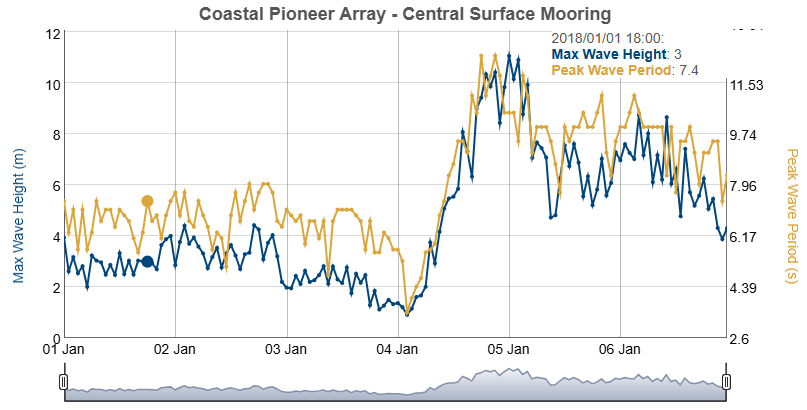 Coastal Pioneer Array - Central Surface Mooring
2018/01/01 18:00:
Max Wave Height: 3
Peak Wave Period: 7.4
12
10
8
6
4
2
0
Max Wave Height (m)
11.53
9.74
7.96
6.17
4.39
2.6
Peak Wave Period (s)
01 Jan
02 Jan
03 Jan
04 Jan
05 Jan
06 Jan